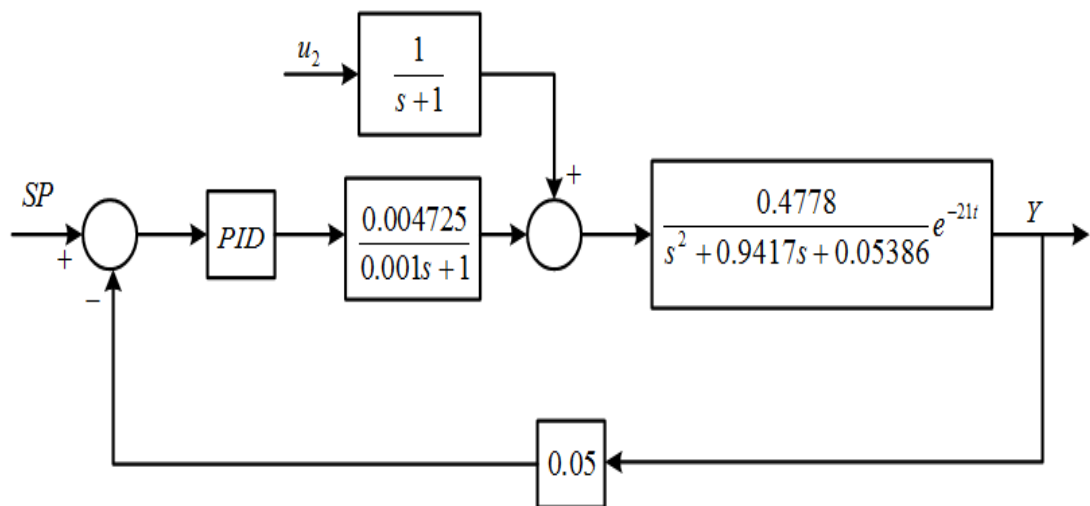 u₂
1
s+1
+
SP
+
−
PID
0.004725
0.001s+1
0.4778
s²+0.9417s+0.05386
e⁻²¹ᵗ
Y
0.05